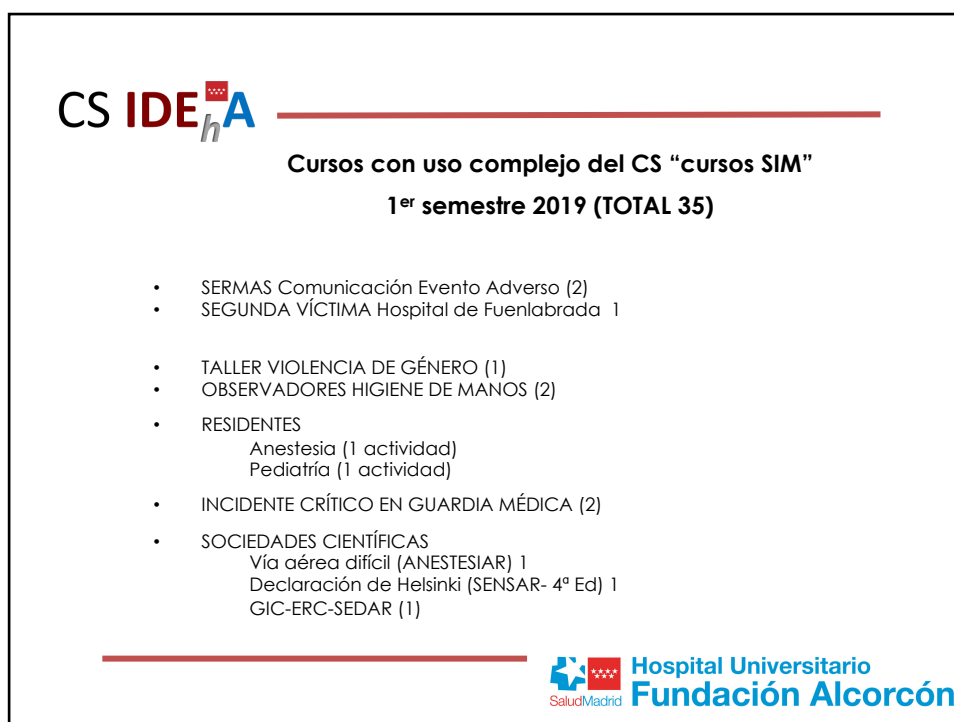 CS IDEhA
Cursos con uso complejo del CS “cursos SIM”
1er semestre 2019 (TOTAL 35)
• SERMAS Comunicación Evento Adverso (2)
• SEGUNDA VÍCTIMA Hospital de Fuenlabrada 1
• TALLER VIOLENCIA DE GÉNERO (1)
• OBSERVADORES HIGIENE DE MANOS (2)
• RESIDENTES
Anestesia (1 actividad)
Pediatría (1 actividad)
• INCIDENTE CRÍTICO EN GUARDIA MÉDICA (2)
• SOCIEDADES CIENTÍFICAS
Vía aérea difícil (ANESTESIAR) 1
Declaración de Helsinki (SENSAR- 4ª Ed) 1
GIC-ERC-SEDAR (1)
SaludMadrid
Hospital Universitario
Fundación Alcorcón